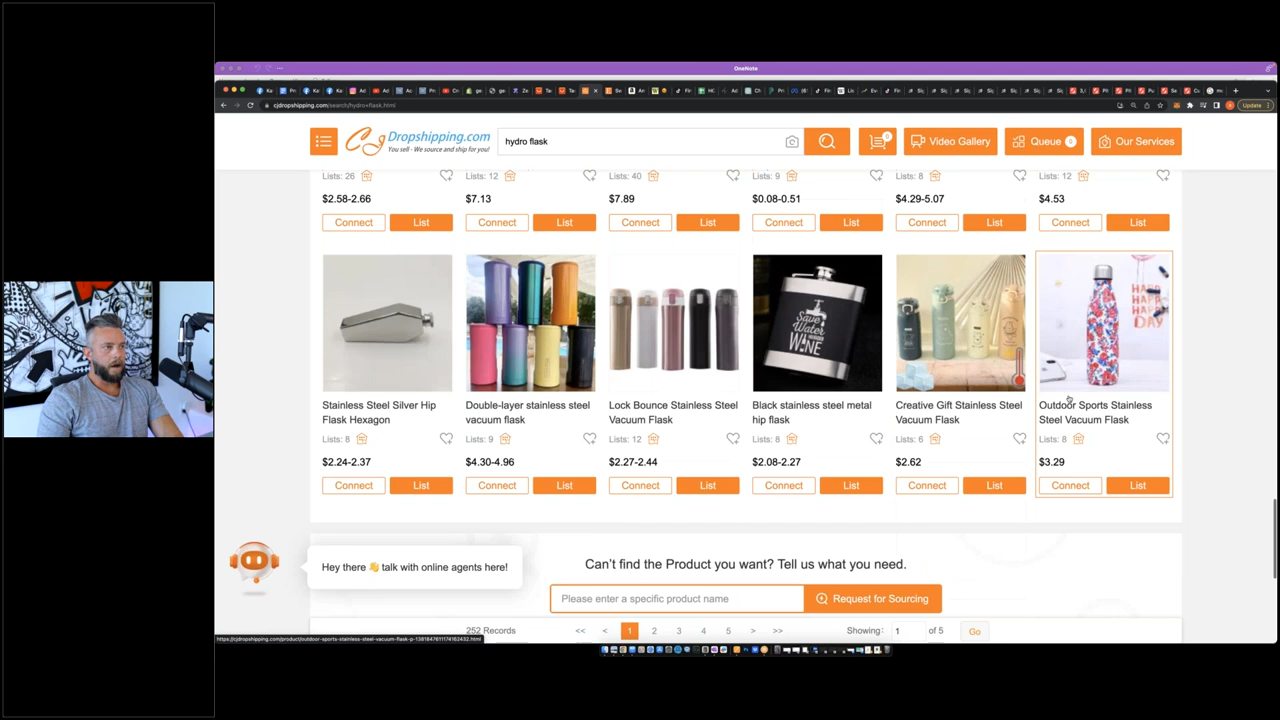 OneNote
cjdropshipping.com/search/hydro+flask.html
Update
CJ Dropshipping.com
You sell - We source and ship for you!
hydro flask
0
Video Gallery
Queue 0
Our Services
Lists: 26
Lists: 12
Lists: 40
Lists: 9
Lists: 8
Lists: 12
$2.58-2.66
$7.13
$7.89
$0.08-0.51
$4.29-5.07
$4.53
Connect List
Connect List
Connect List
Connect List
Connect List
Connect List
Save
Water
WINE
HAPP
HAPP
DAY
Stainless Steel Silver Hip
Flask Hexagon
Double-layer stainless steel
vacuum flask
Lock Bounce Stainless Steel
Vacuum Flask
Black stainless steel metal
hip flask
Creative Gift Stainless Steel
Vacuum Flask
Outdoor Sports Stainless
Steel Vacuum Flask
Lists: 8
Lists: 9
Lists: 12
Lists: 8
Lists: 6
Lists: 8
$2.24-2.37
$4.30-4.96
$2.27-2.44
$2.08-2.27
$2.62
$3.29
Connect List
Connect List
Connect List
Connect List
Connect List
Connect List
Hey there 👋 talk with online agents here!
Can't find the Product you want? Tell us what you need.
Please enter a specific product name
Request for Sourcing
252 Records
<< < 1 2 3 4 5 > >>
Showing: 1 of 5 Go